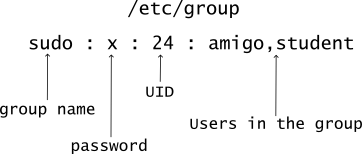 /etc/group
sudo : x : 24 : amigo,student
UID
group name
Users in the group
password